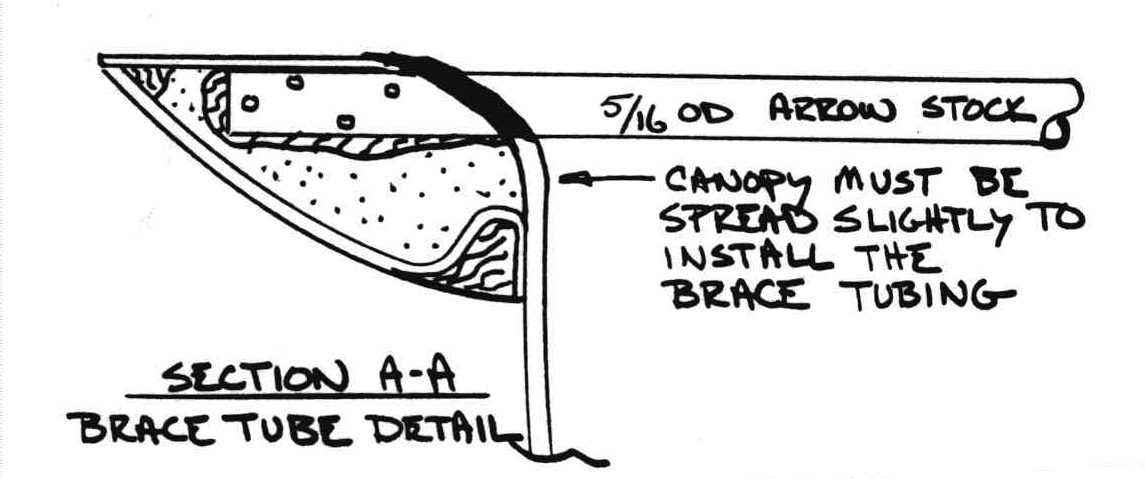 5/16 OD ARROW STOCK
CANOPY MUST BE
SPREAD SLIGHTLY TO
INSTALL THE
BRACE TUBING
SECTION A-A
BRACE TUBE DETAIL